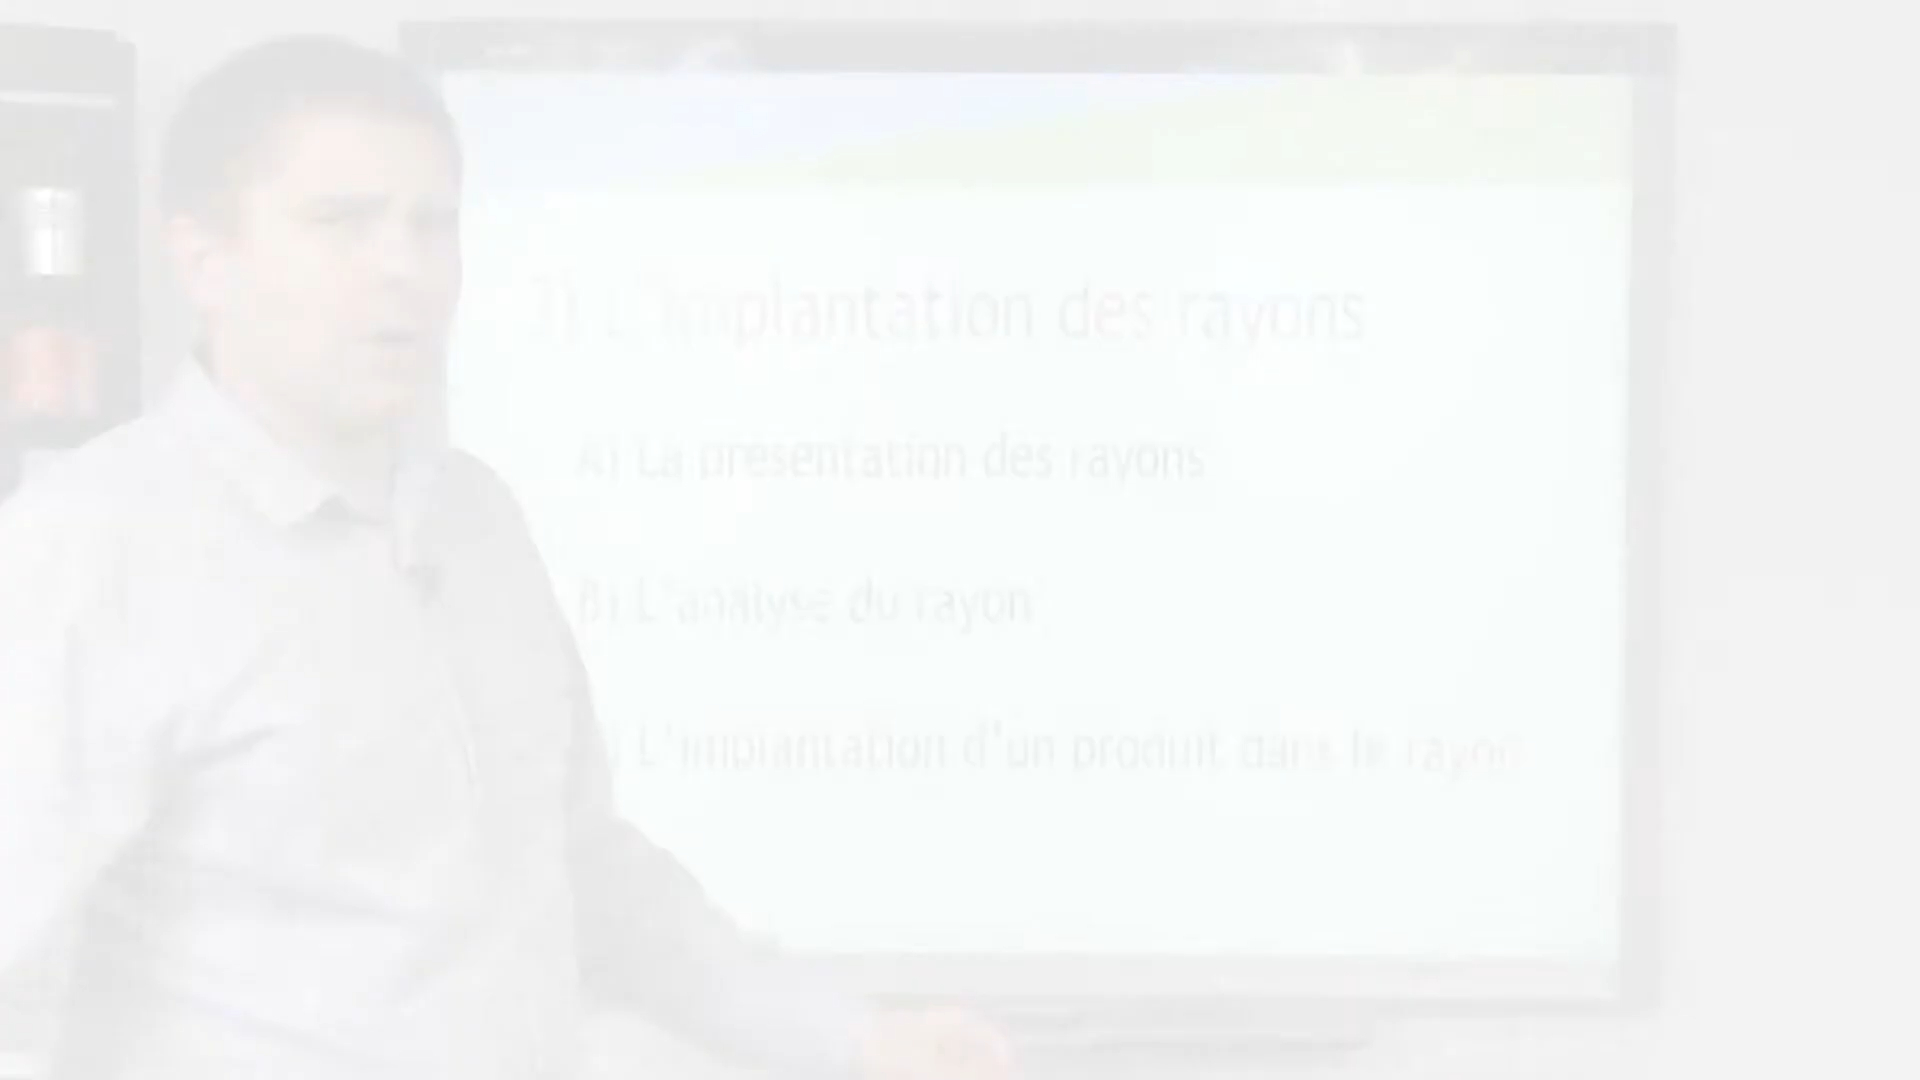 L'implantation des rayons
A) La présentation des rayons
B) L'analyse du rayon
L'implantation d'un produit dans le rayon